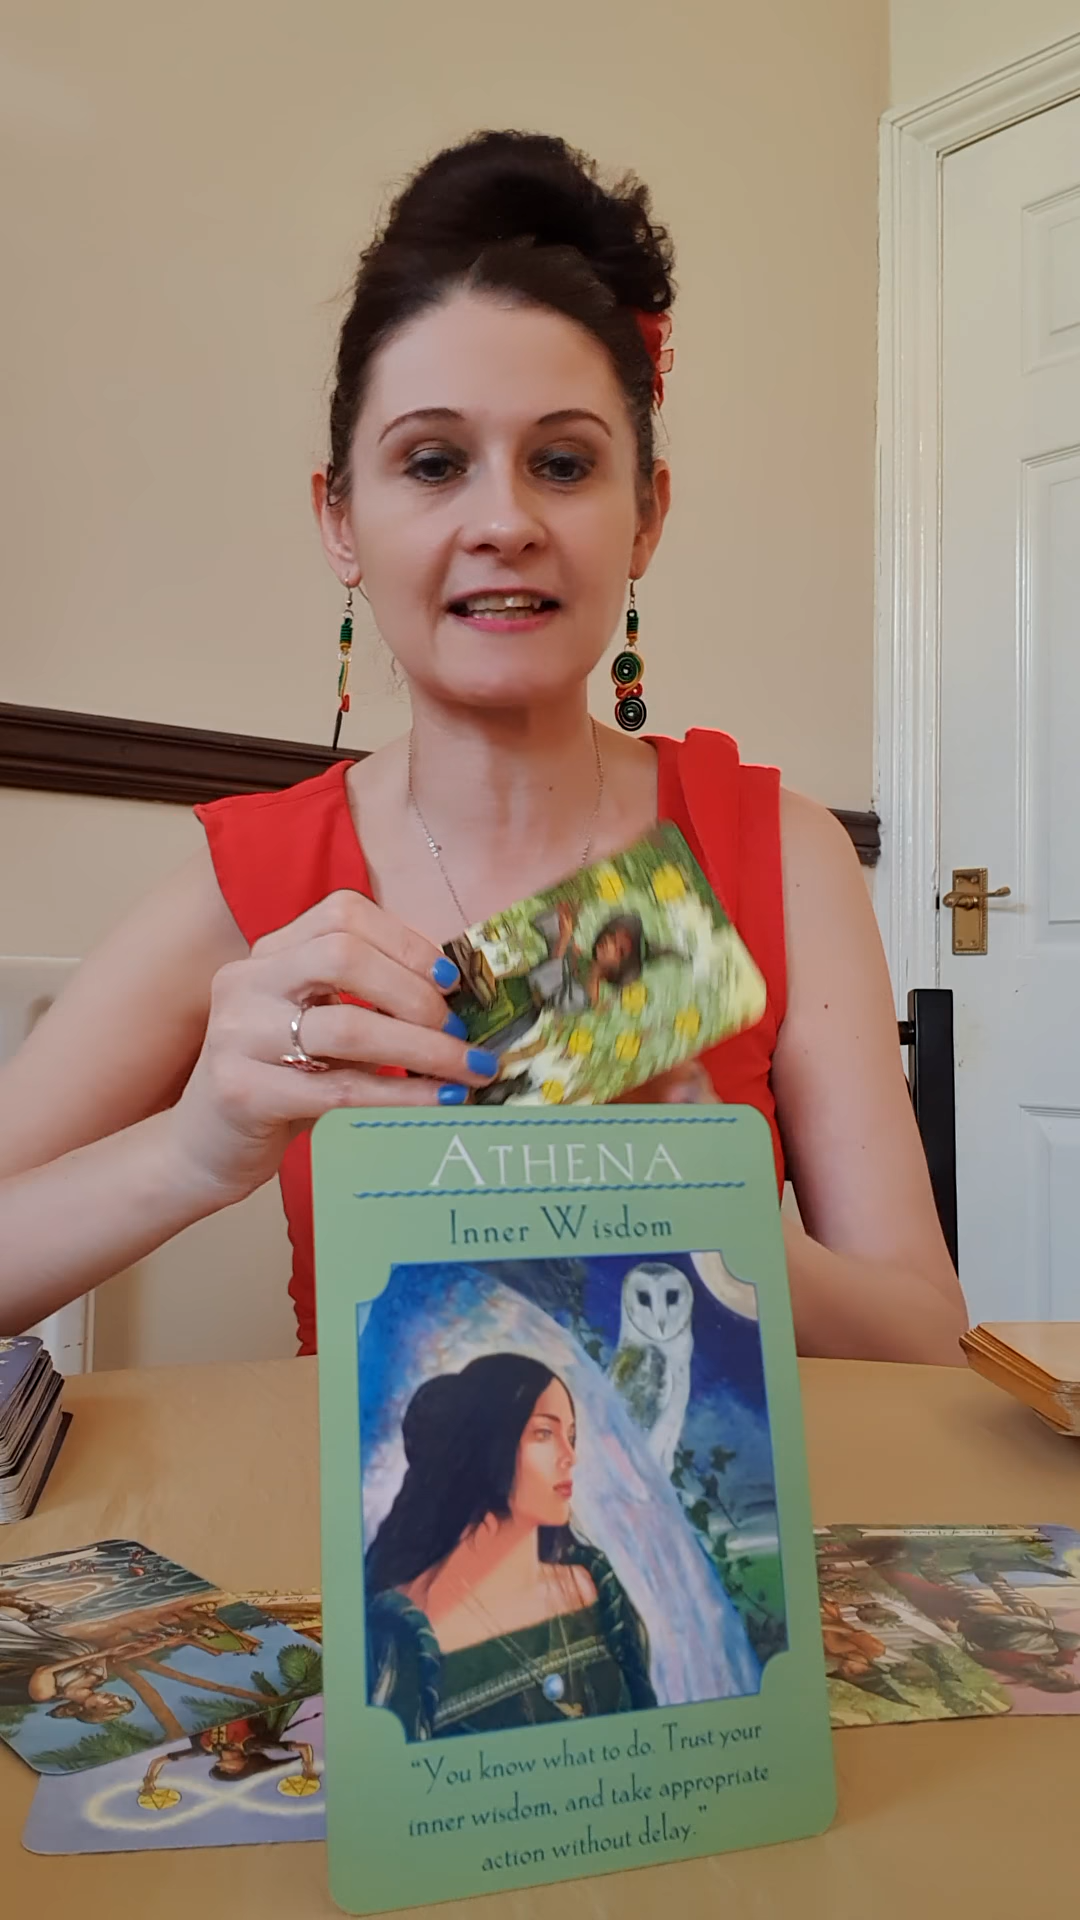 ATHENA
Inner Wisdom
"You know what to do. Trust your
inner wisdom, and take appropriate
action without delay."